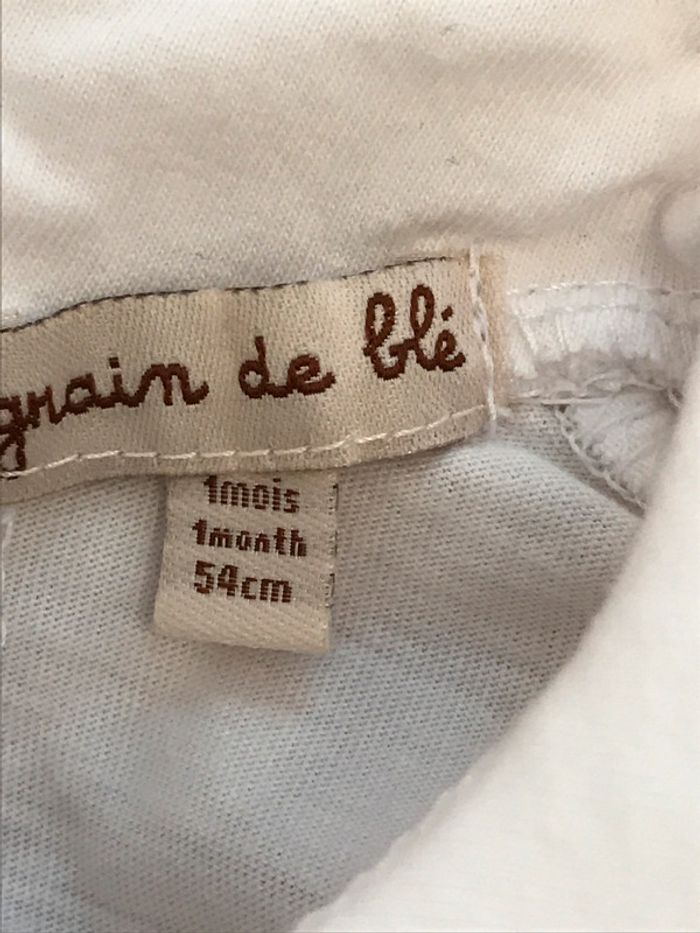 grain de blé
1mois
1month
54cm